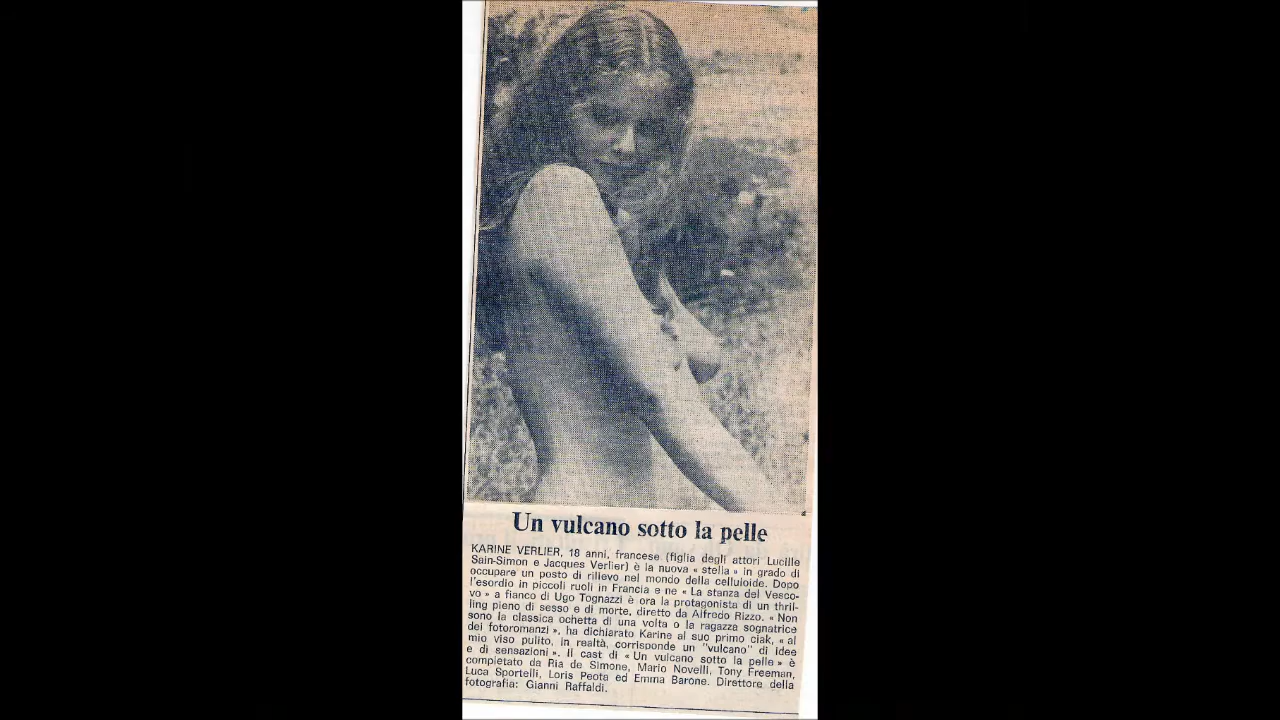 Un vulcano sotto la pelle
KARINE VERLIER, 18 anni, francese (figlia degli attori Lucille
Sain-Simon e Jacques Verlier) è la nuova « stella » in grado di
occupare un posto di rilievo nel mondo della celluloide. Dopo
l'esordio in piccoli ruoli in Francia e ne « La stanza del Vesco-
vo » a fianco di Ugo Tognazzi è ora la protagonista di un thril-
ling pieno di sesso e di morte, diretto da Alfredo Rizzo. « Non
sono la classica ochetta di una volta o la ragazza sognatrice
dei fotoromanzi », ha dichiarato Karine al suo primo ciak, « al
mio viso pulito, in realtà, corrisponde un "vulcano" di idee
e di sensazioni ». Il cast di « Un vulcano sotto la pelle » è
completato da Ria de Simone, Mario Novelli, Tony Freeman,
Luca Sportelli, Loris Peota ed Emma Barone. Direttore della
fotografia: Gianni Raffaldi.